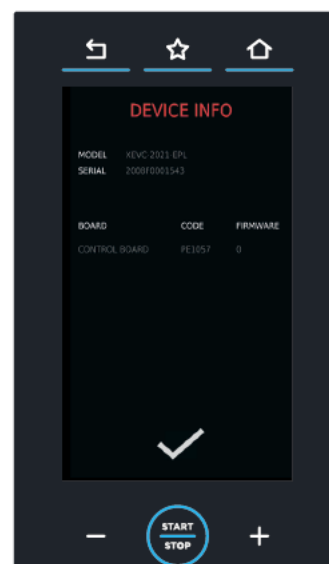 DEVICE INFO
MODEL KEVC-2021-EPL
SERIAL 2008F0001543
BOARD CODE FIRMWARE
CONTROL BOARD PE1057 0
START
STOP